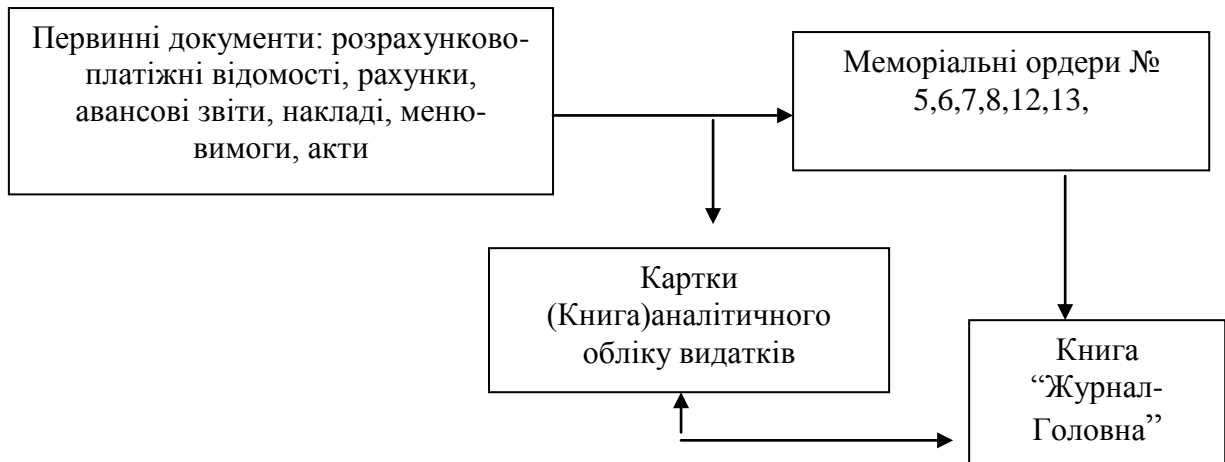 Первинні документи: розрахунково-
платіжні відомості, рахунки,
авансові звіти, накладі, меню-
вимоги, акти
Меморіальні ордери №
5,6,7,8,12,13,
Картки
(Книга)аналітичного
обліку видатків
Книга
“Журнал-
Головна”